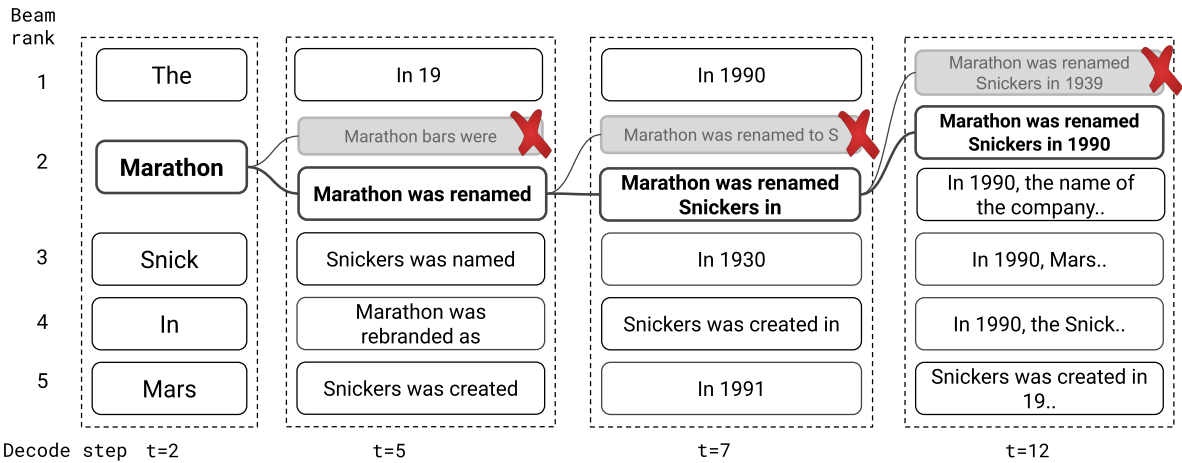 Beam
rank
1
2
3
4
5
The
Marathon
Snick
In
Mars
In 19
Marathon bars were
Marathon was renamed
Snickers was named
Marathon was
rebranded as
Snickers was created
In 1990
Marathon was renamed to S
Marathon was renamed
Snickers in
In 1930
Snickers was created in
In 1991
Marathon was renamed
Snickers in 1939
Marathon was renamed
Snickers in 1990
In 1990, the name of
the company..
In 1990, Mars..
In 1990, the Snick..
Snickers was created in
19..
Decode step t=2 t=5 t=7 t=12